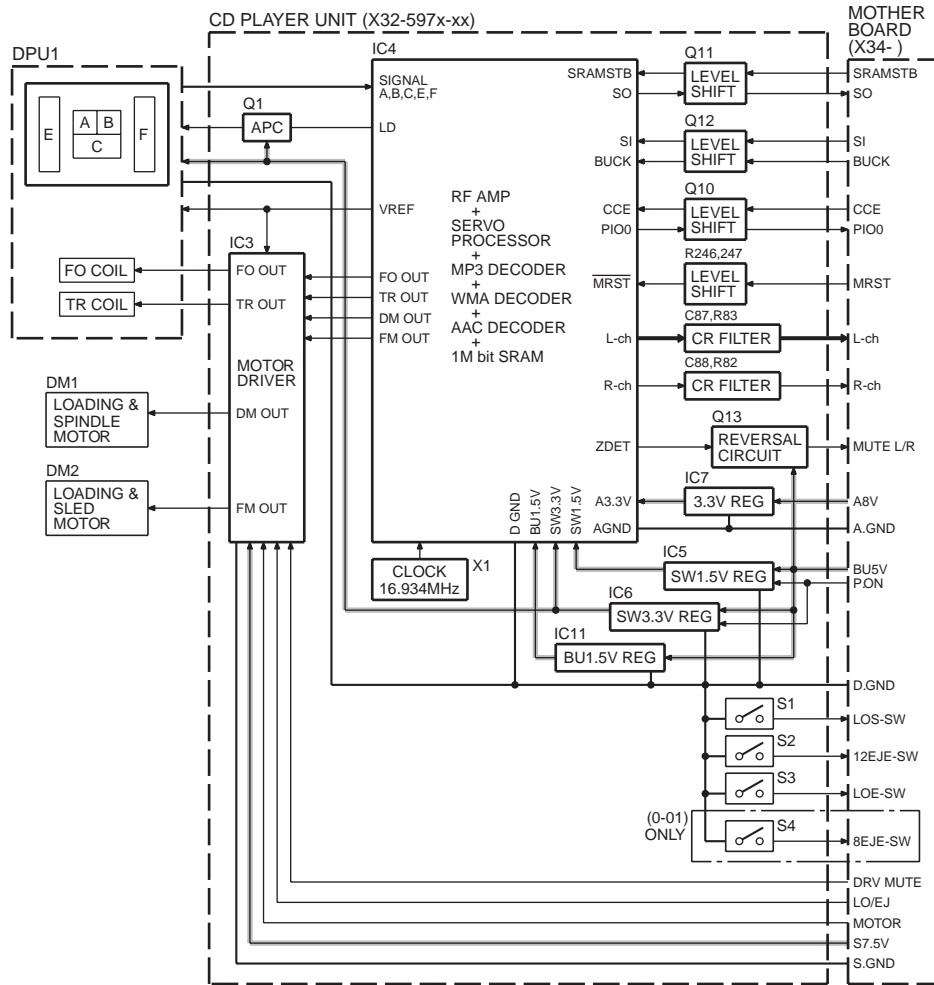 CD PLAYER UNIT (X32-597x-xx)
MOTHER
BOARD
(X34- )
DPU1
E
A
B
C
F
FO COIL
TR COIL
DM1
LOADING &
SPINDLE
MOTOR
DM2
LOADING &
SLED
MOTOR
Q1
APC
IC3
FO OUT
TR OUT
MOTOR
DRIVER
DM OUT
FM OUT
IC4
SIGNAL
A,B,C,E,F
LD
VREF
FO OUT
TR OUT
DM OUT
FM OUT
RF AMP
+
SERVO
PROCESSOR
+
MP3 DECODER
+
WMA DECODER
+
AAC DECODER
+
1M bit SRAM
SRAMSTB
SO
SI
BUCK
CCE
PIO0
MRST
L-ch
R-ch
ZDET
A3.3V
AGND
D GND
BU1.5V
SW3.3V
SW1.5V
CLOCK
16.934MHz
X1
Q11
LEVEL
SHIFT
Q12
LEVEL
SHIFT
Q10
LEVEL
SHIFT
R246,247
LEVEL
SHIFT
C87,R83
CR FILTER
C88,R82
CR FILTER
Q13
REVERSAL
CIRCUIT
IC7
3.3V REG
IC5
SW1.5V REG
IC6
SW3.3V REG
IC11
BU1.5V REG
S1
S2
S3
(0-01)
ONLY
S4
SRAMSTB
SO
SI
BUCK
CCE
PIO0
MRST
L-ch
R-ch
MUTE L/R
A8V
A.GND
BU5V
P.ON
D.GND
LOS-SW
12EJE-SW
LOE-SW
8EJE-SW
DRV MUTE
LO/EJ
MOTOR
S7.5V
S.GND